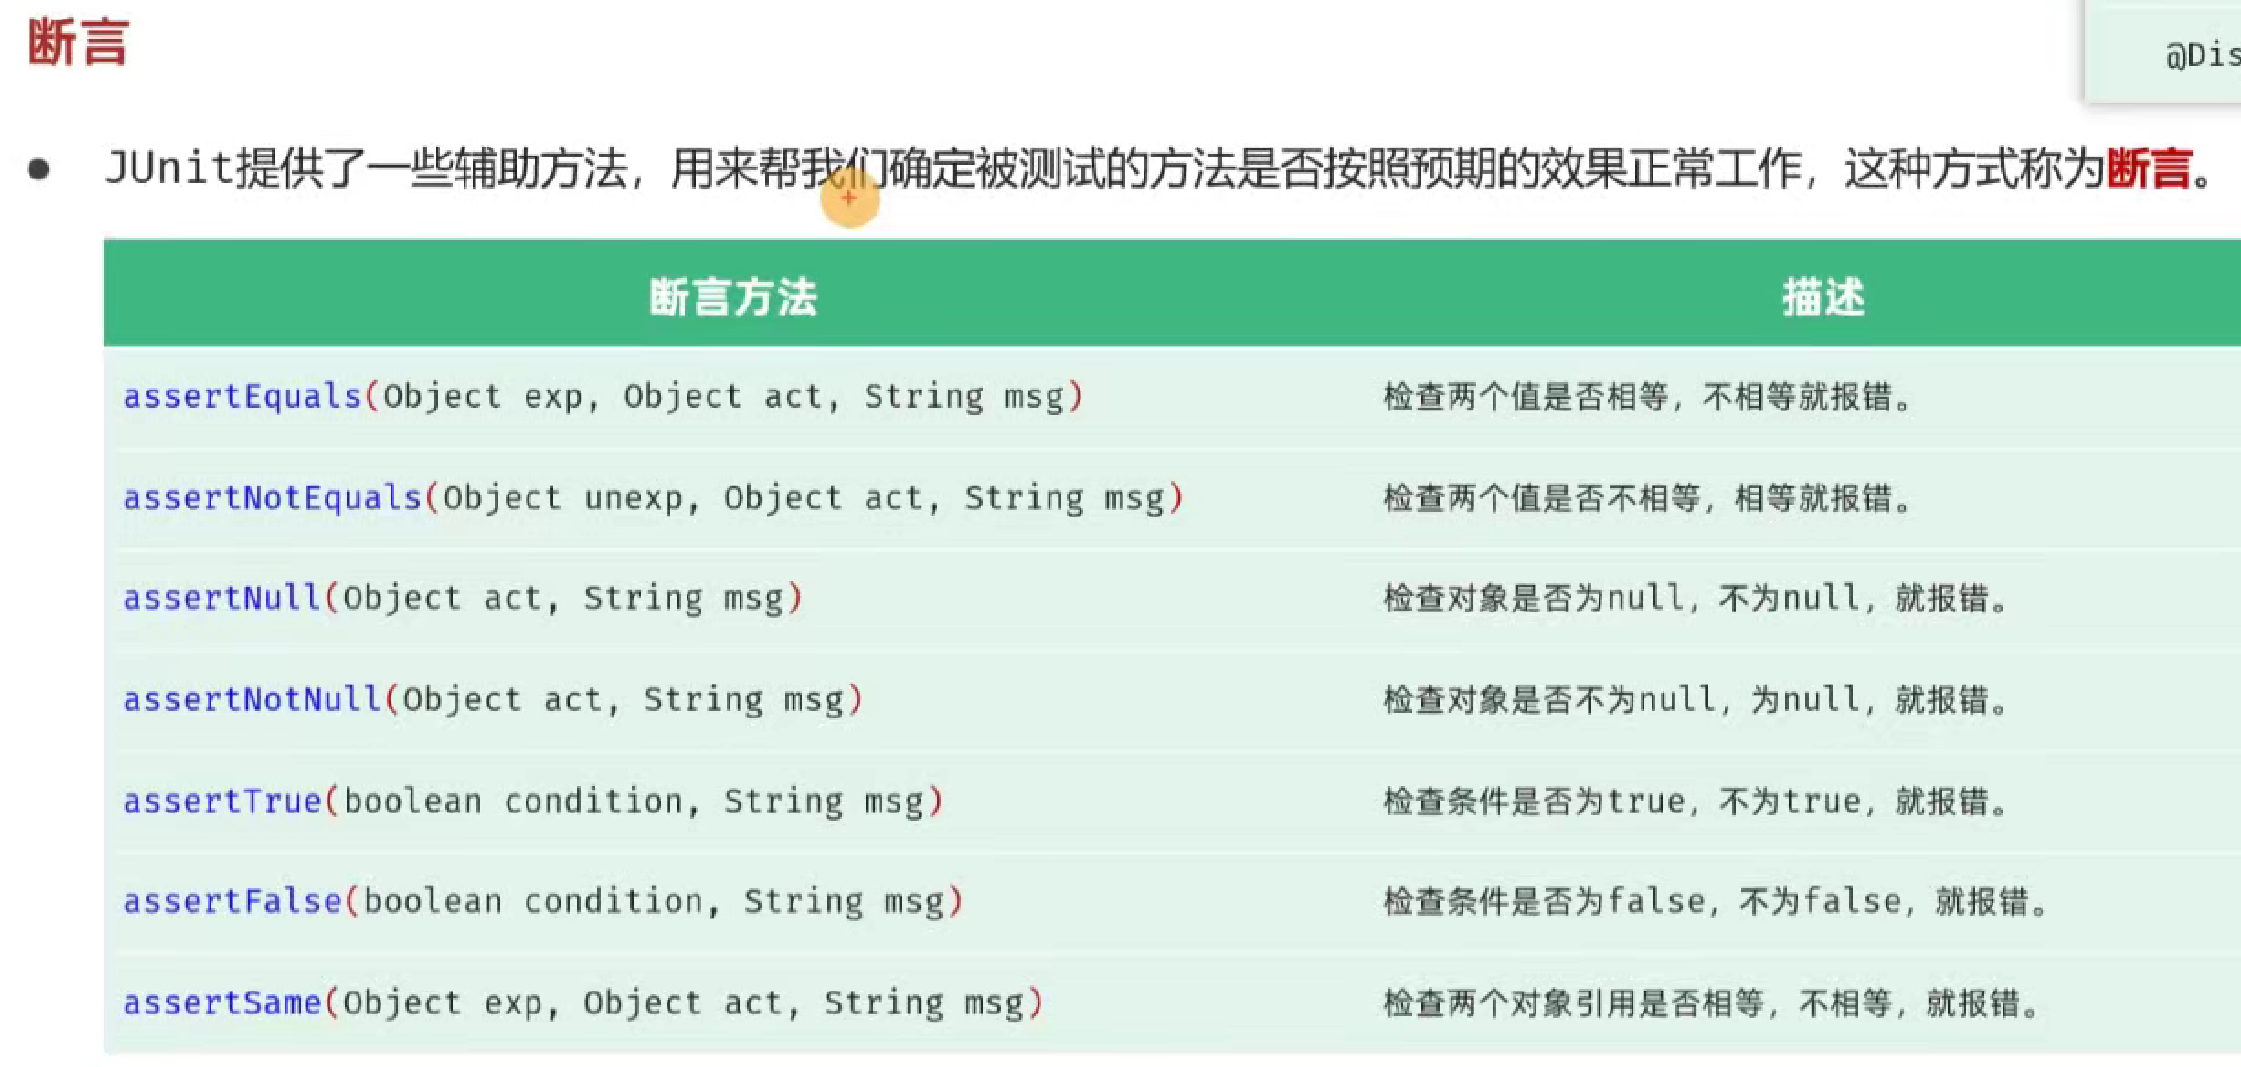 断言
@Dis
JUnit提供了一些辅助方法，用来帮我们确定被测试的方法是否按照预期的效果正常工作，这种方式称为断言。
断言方法 描述
assertEquals(Object exp, Object act, String msg) 检查两个值是否相等，不相等就报错。
assertNotEquals(Object unexp, Object act, String msg) 检查两个值是否不相等，相等就报错。
assertNull(Object act, String msg) 检查对象是否为null，不为null，就报错。
assertNotNull(Object act, String msg) 检查对象是否不为null，为null，就报错。
assertTrue(boolean condition, String msg) 检查条件是否为true，不为true，就报错。
assertFalse(boolean condition, String msg) 检查条件是否为false，不为false，就报错。
assertSame(Object exp, Object act, String msg) 检查两个对象引用是否相等，不相等，就报错。